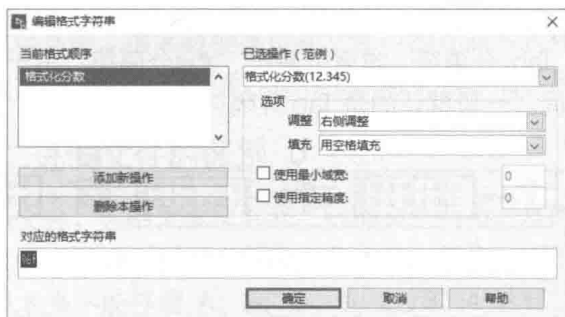 编辑格式字符串
当前格式顺序
格式化分数
添加新操作
删除本操作
已选操作（范例）
格式化分数(12.345)
选项
调整 右侧调整
填充 用空格填充
使用最小域宽: 0
使用指定精度: 0
对应的格式字符串
%f
确定 取消 帮助